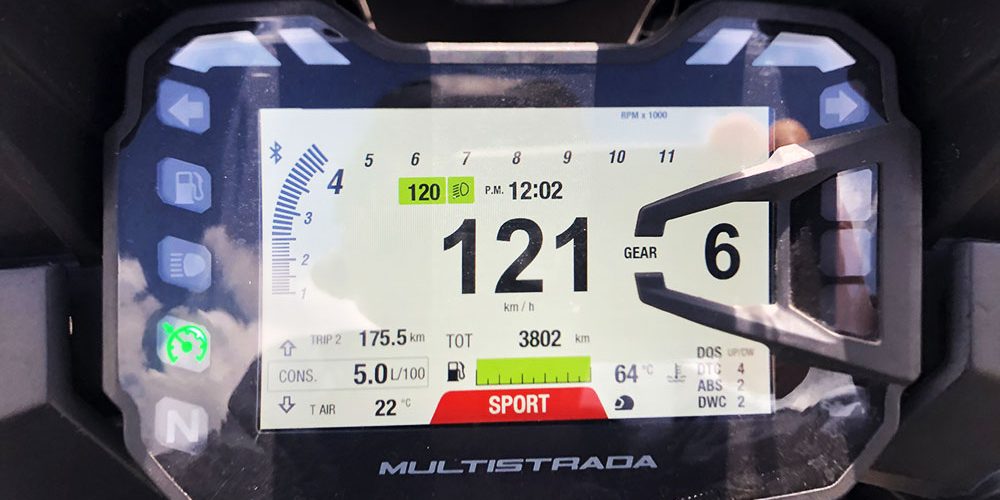 RPM x 1000
4 5 6 7 8 9 10 11
3
2
1
120 P.M. 12:02
121
km / h
GEAR 6
TRIP 2 175.5 km TOT 3802 km
CONS. 5.0 L/100
T AIR 22 °C
SPORT
64 °C
DOS UP/DW
DTC 4
ABS 2
DWC 2
N
MULTISTRADA